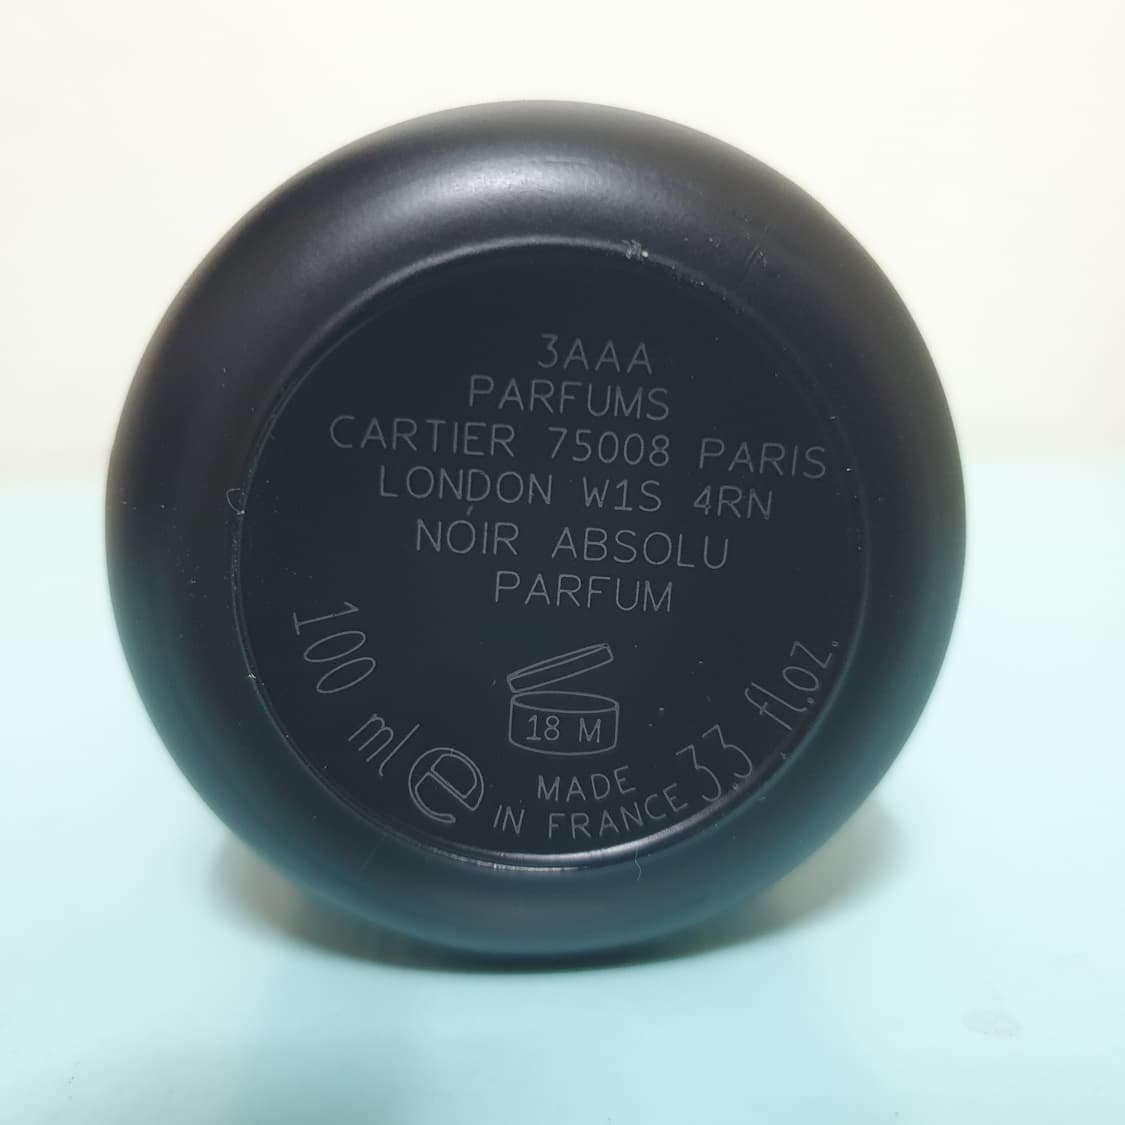 3AAA
PARFUMS
CARTIER 75008 PARIS
LONDON W1S 4RN
NOIR ABSOLU
PARFUM
18 M
100 ml e
MADE
IN FRANCE
3.3 fl.oz.